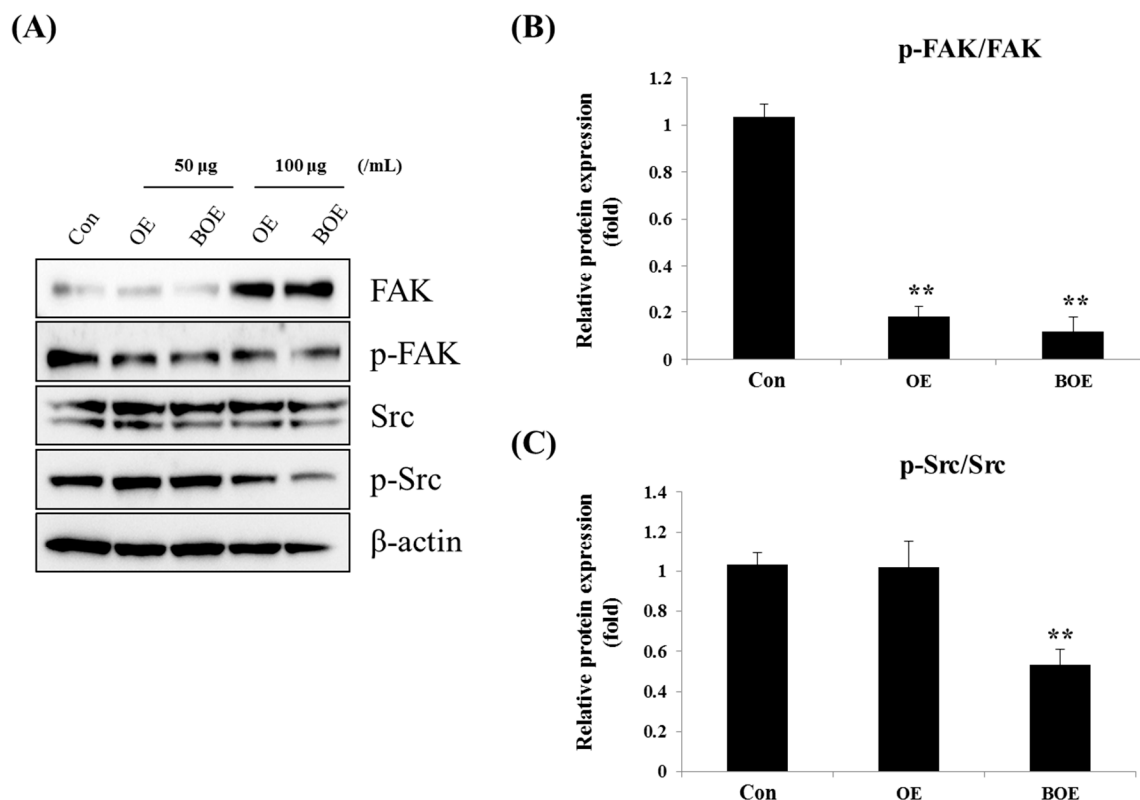 (A)
50 µg 100 µg (/mL)
Con OE BOE OE BOE
FAK
p-FAK
Src
p-Src
β-actin
(B)
p-FAK/FAK
Relative protein expression
(fold)
1.2
1
0.8
0.6
0.4
0.2
0
** **
Con OE BOE
(C)
p-Src/Src
Relative protein expression
(fold)
1.4
1.2
1
0.8
0.6
0.4
0.2
0
**
Con OE BOE